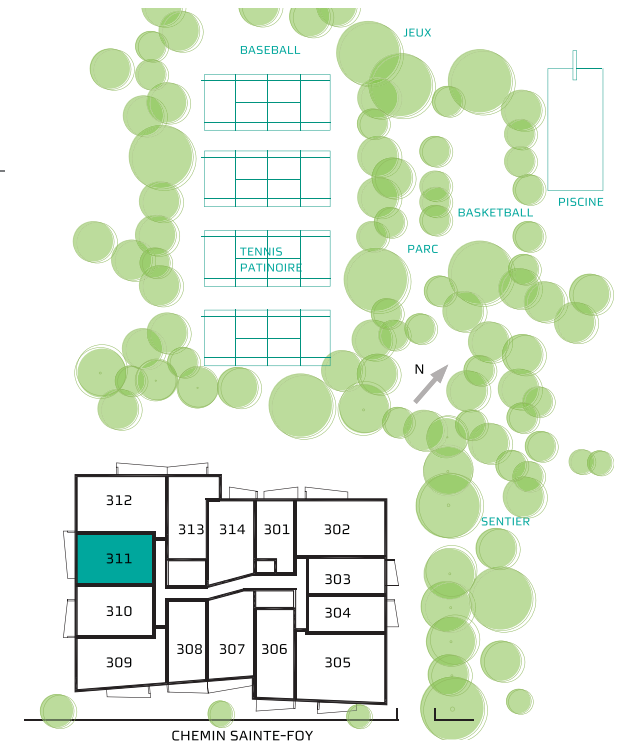 JEUX
BASEBALL
PISCINE
BASKETBALL
TENNIS
PATINOIRE
PARC
N
312
313
314
301
302
311
303
310
304
309
308
307
306
305
SENTIER
CHEMIN SAINTE-FOY